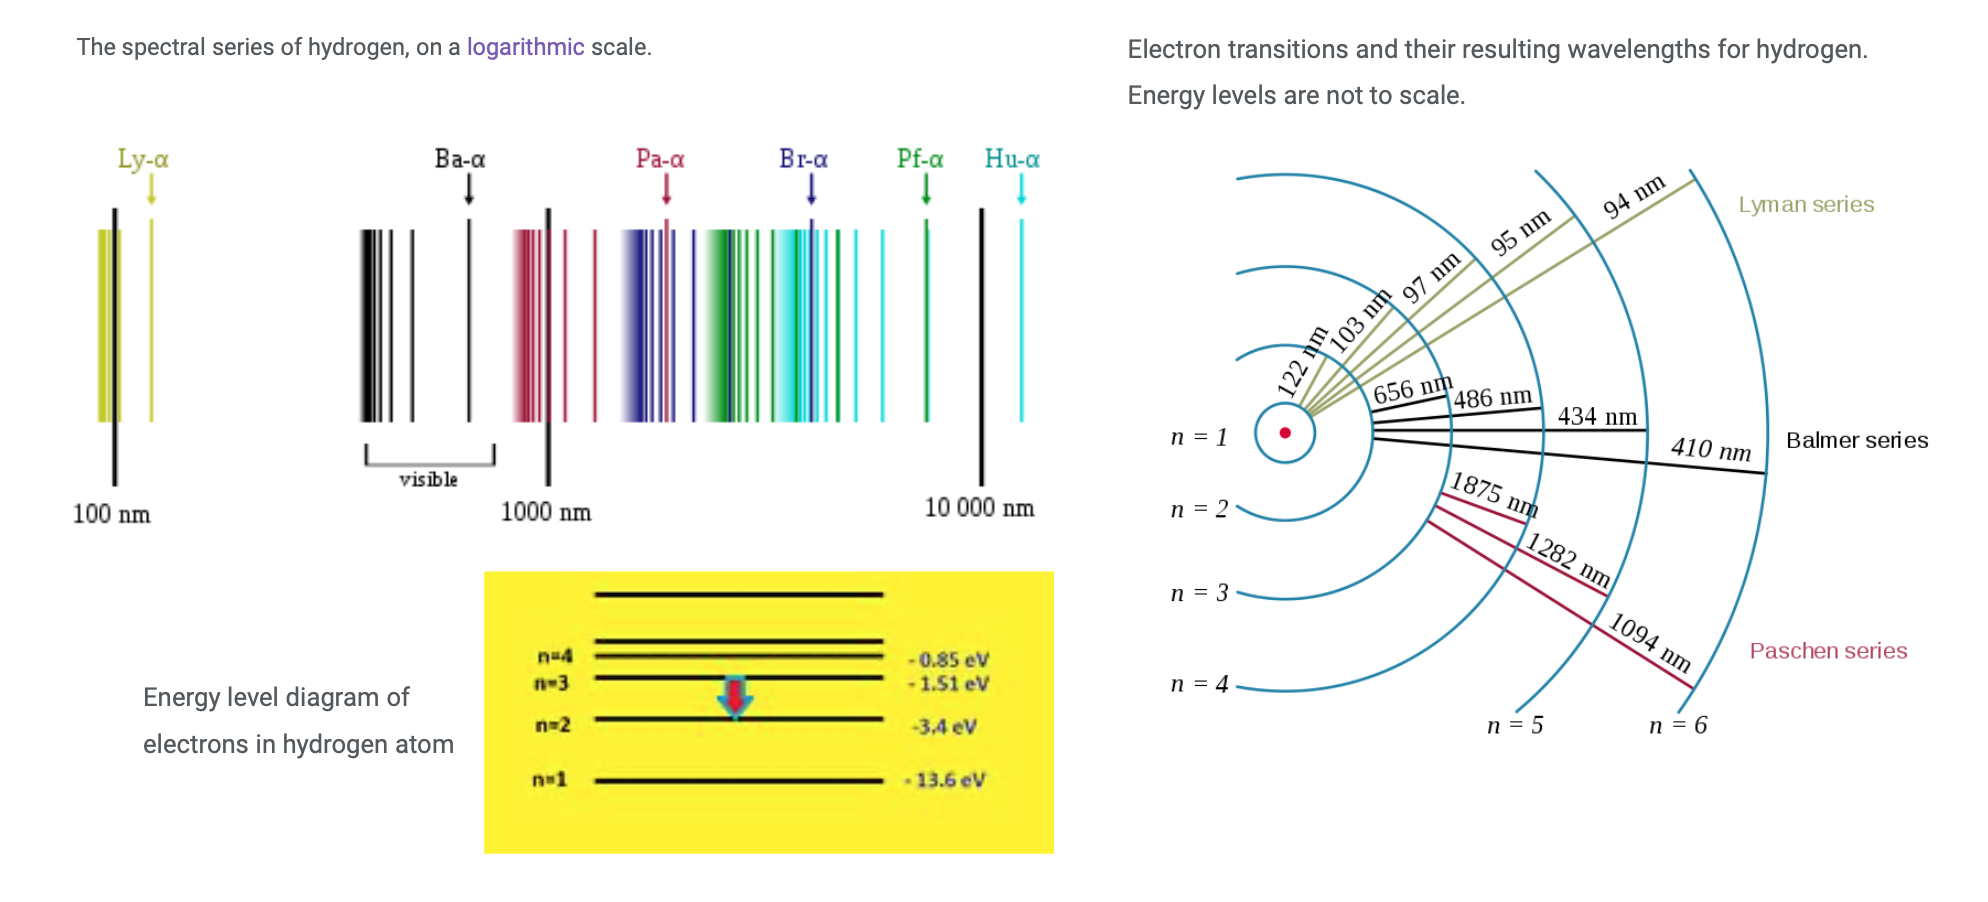 The spectral series of hydrogen, on a logarithmic scale.
Ly-α
Ba-α
Pa-α
Br-α
Pf-α
Hu-α
visible
100 nm
1000 nm
10 000 nm
Energy level diagram of
electrons in hydrogen atom
n=4
- 0.85 eV
n=3
- 1.51 eV
n=2
-3.4 eV
n=1
- 13.6 eV
Electron transitions and their resulting wavelengths for hydrogen.
Energy levels are not to scale.
122 nm
103 nm
97 nm
95 nm
94 nm
Lyman series
656 nm
486 nm
434 nm
410 nm
Balmer series
1875 nm
1282 nm
1094 nm
Paschen series
n = 1
n = 2
n = 3
n = 4
n = 5
n = 6